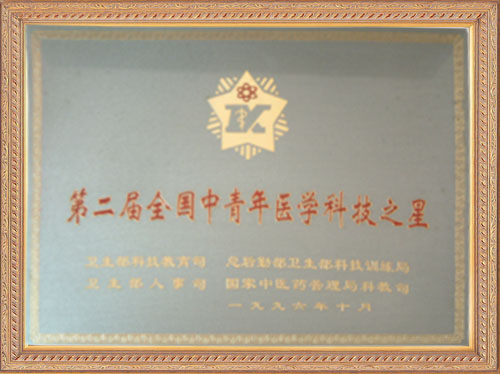 第二届全国中青年医学科技之星
卫生部科技教育司 总后勤部卫生部科技训练局
卫生部人事司 国家中医药管理局科教司
一九九六年十月